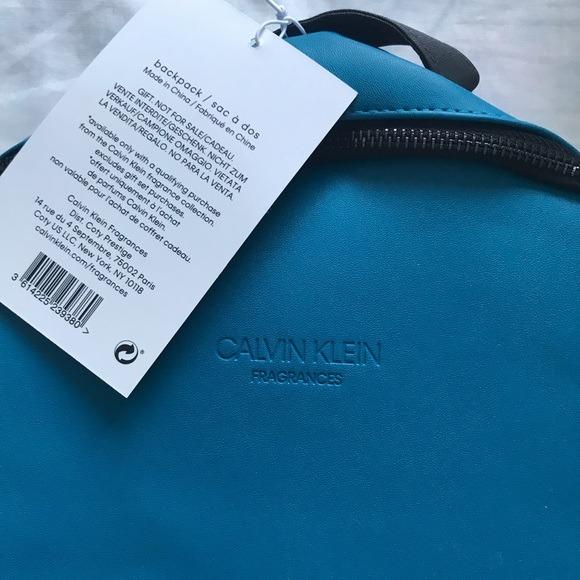 backpack / sac à dos
Made in China / Fabriqué en Chine
GIFT, NOT FOR SALE/CADEAU.
VENTE INTERDITE/GESCHENK. NICHT ZUM
VERKAUF/CAMPIONE OMAGGIO. VIETATA
LA VENDITA/REGALO. NO PARA LA VENTA.
*available only with a qualifying purchase
from the Calvin Klein fragrance collection.
excludes gift set purchases.
*offert uniquement à l'achat
de parfums Calvin Klein.
non valable pour l'achat de coffret cadeau.
Calvin Klein Fragrances
Dist. Coty Prestige
14 rue du 4 Septembre, 75002 Paris
Coty US LLC, New York, NY 10118
calvinklein.com/fragrances
3 614225 239380 >
CALVIN KLEIN
FRAGRANCES